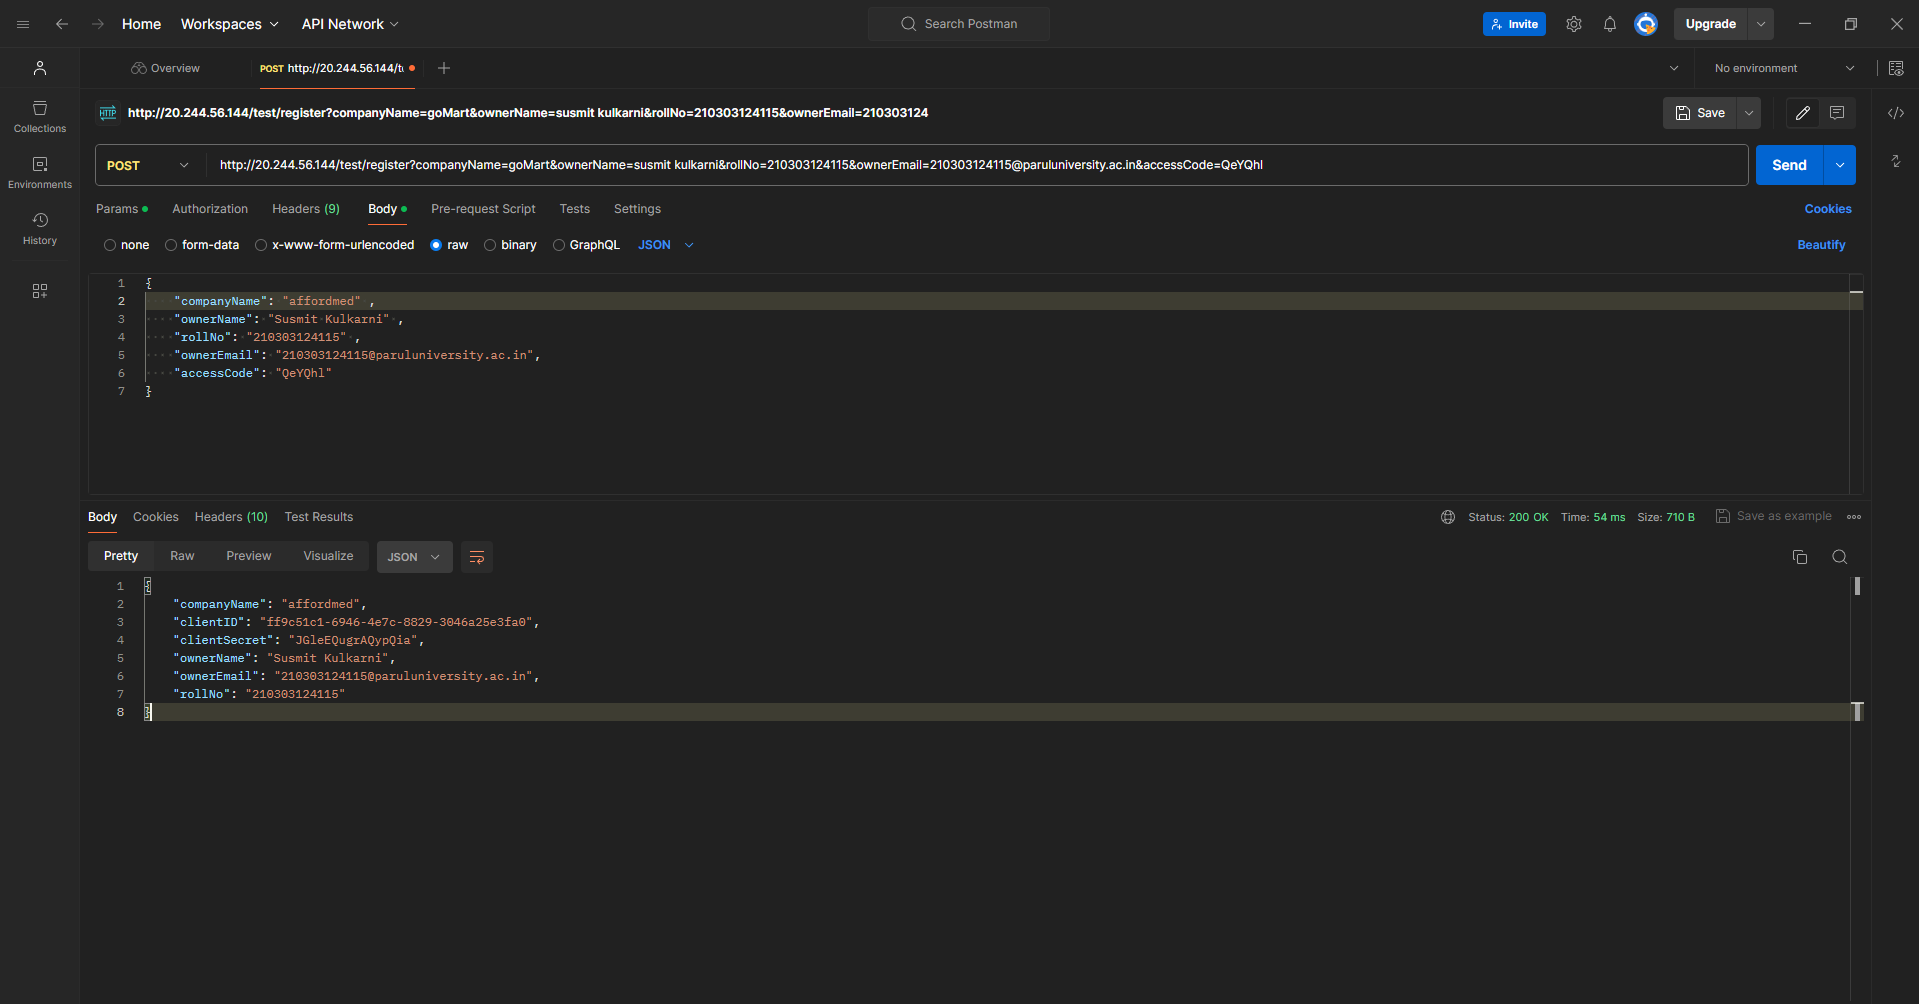 Home Workspaces API Network Search Postman Invite Upgrade
Overview POST http://20.244.56.144/t No environment
HTTP http://20.244.56.144/test/register?companyName=goMart&ownerName=susmit kulkarni&rollNo=210303124115&ownerEmail=210303124 Save
Collections
Environments
History
POST http://20.244.56.144/test/register?companyName=goMart&ownerName=susmit kulkarni&rollNo=210303124115&ownerEmail=210303124115@paruluniversity.ac.in&accessCode=QeYQhl Send
Params Authorization Headers (9) Body Pre-request Script Tests Settings Cookies
none form-data x-www-form-urlencoded raw binary GraphQL JSON Beautify
1 {
2 "companyName": "affordmed" ,
3 "ownerName": "Susmit Kulkarni" ,
4 "rollNo": "210303124115" ,
5 "ownerEmail": "210303124115@paruluniversity.ac.in",
6 "accessCode": "QeYQhl"
7 }
Body Cookies Headers (10) Test Results Status: 200 OK Time: 54 ms Size: 710 B Save as example
Pretty Raw Preview Visualize JSON
1 {
2 "companyName": "affordmed",
3 "clientID": "ff9c51c1-6946-4e7c-8829-3046a25e3fa0",
4 "clientSecret": "JGleEQugrAQypQia",
5 "ownerName": "Susmit Kulkarni",
6 "ownerEmail": "210303124115@paruluniversity.ac.in",
7 "rollNo": "210303124115"
8 }